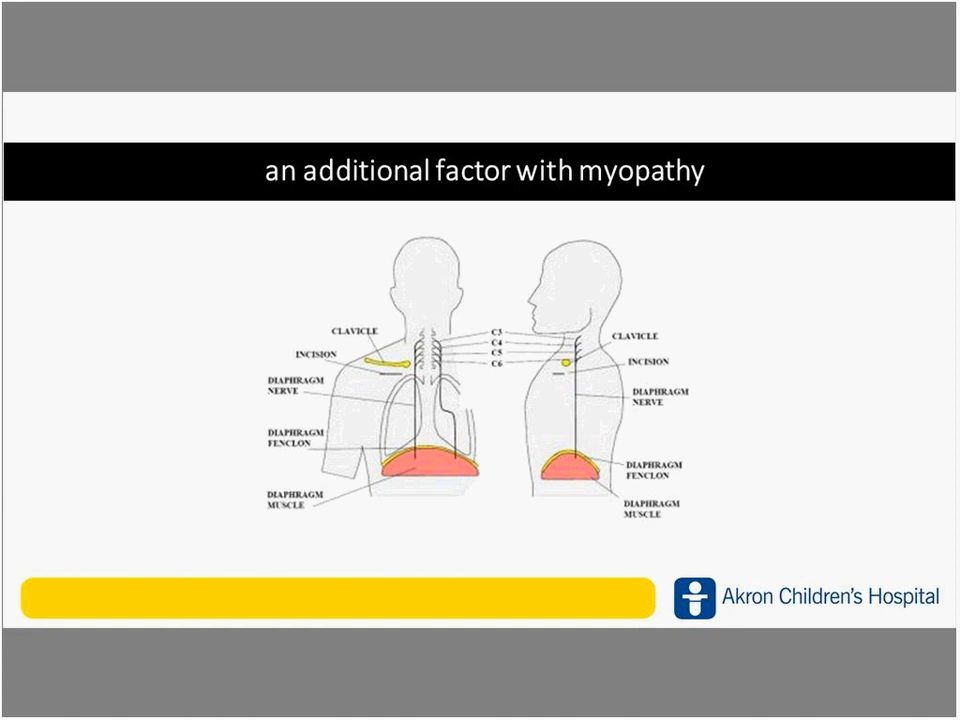 an additional factor with myopathy
CLAVICLE
INCISION
DIAPHRAGM
NERVE
DIAPHRAGM
FENCLON
DIAPHRAGM
MUSCLE
C3
C4
C5
C6
CLAVICLE
INCISION
DIAPHRAGM
NERVE
DIAPHRAGM
FENCLON
DIAPHRAGM
MUSCLE
Akron Children's Hospital